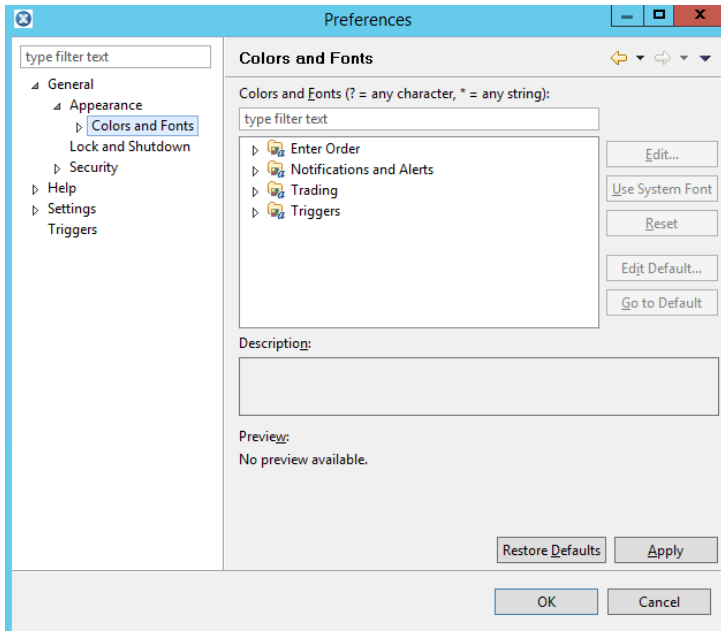 Preferences
type filter text
General
Appearance
Colors and Fonts
Lock and Shutdown
Security
Help
Settings
Triggers
Colors and Fonts
Colors and Fonts (? = any character, * = any string):
type filter text
Enter Order
Notifications and Alerts
Trading
Triggers
Edit...
Use System Font
Reset
Edit Default...
Go to Default
Description:
Preview:
No preview available.
Restore Defaults
Apply
OK
Cancel